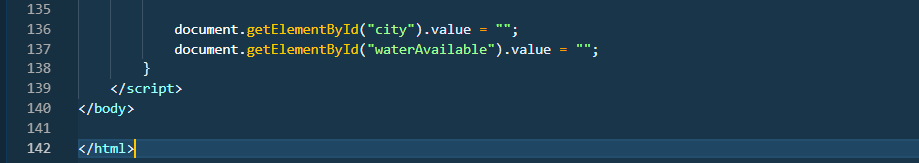 135
136 document.getElementById("city").value = "";
137 document.getElementById("waterAvailable").value = "";
138 }
139 </script>
140 </body>
141
142 </html>